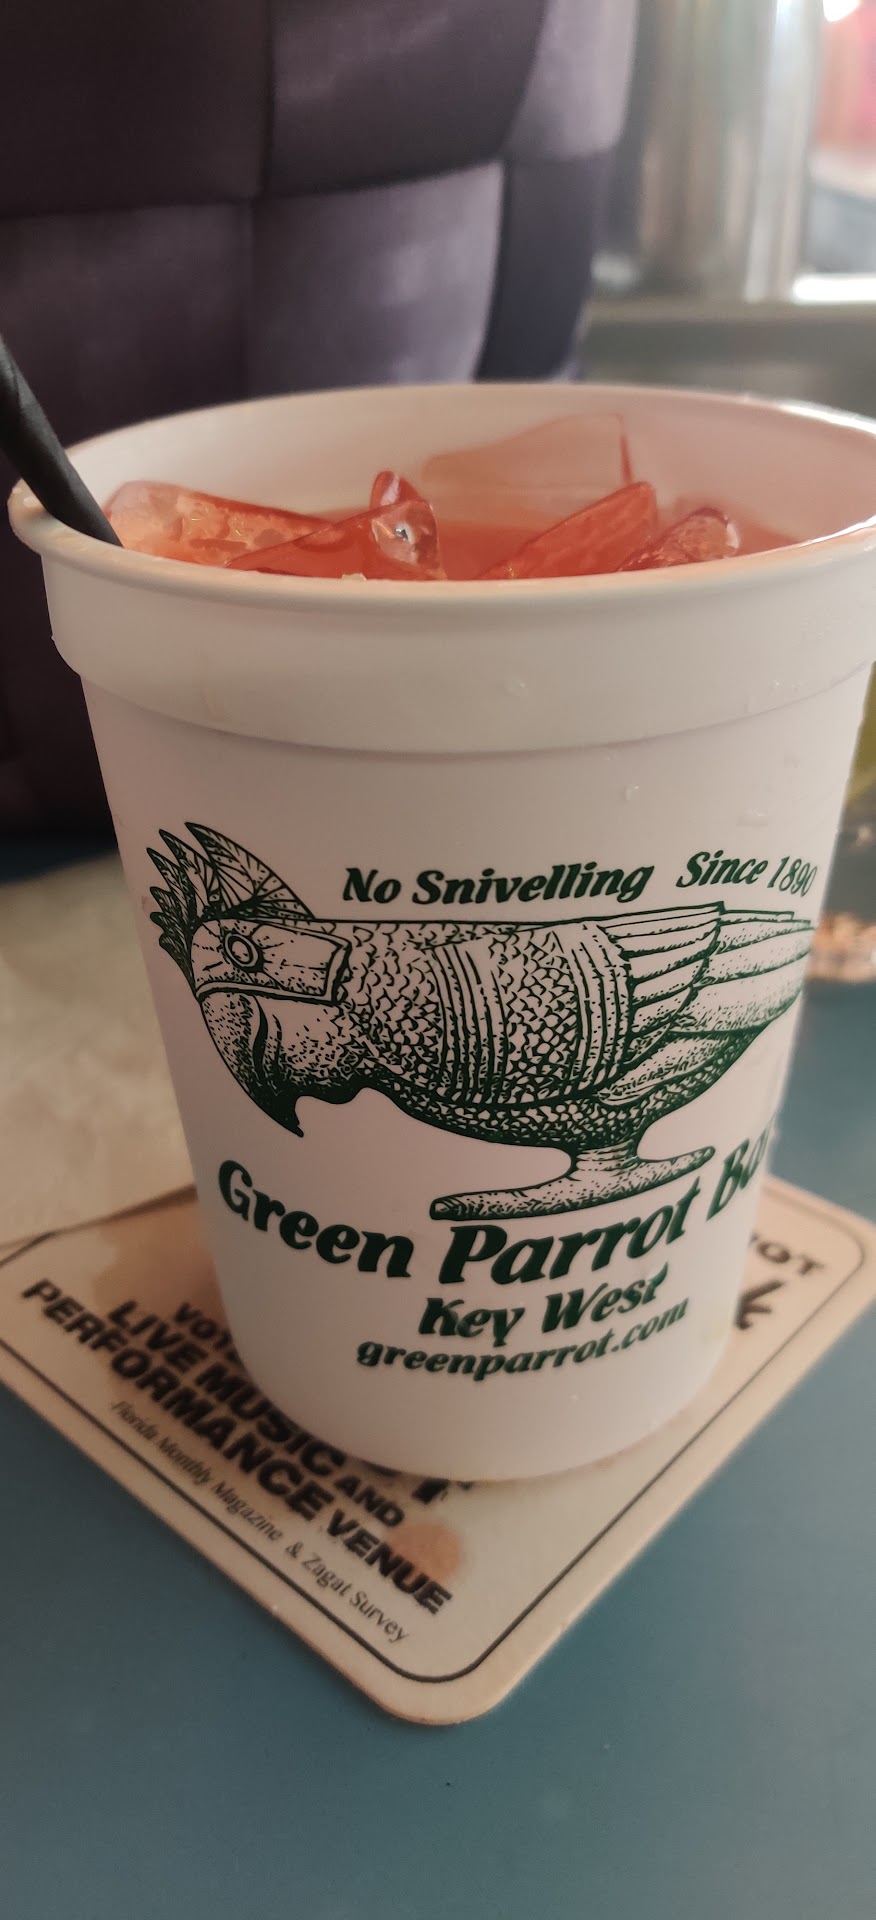 No Snivelling Since 1890
Green Parrot Bar
Key West
greenparrot.com
LIVE MUSIC AND
PERFORMANCE VENUE
Florida Monthly Magazine & Zagat Survey